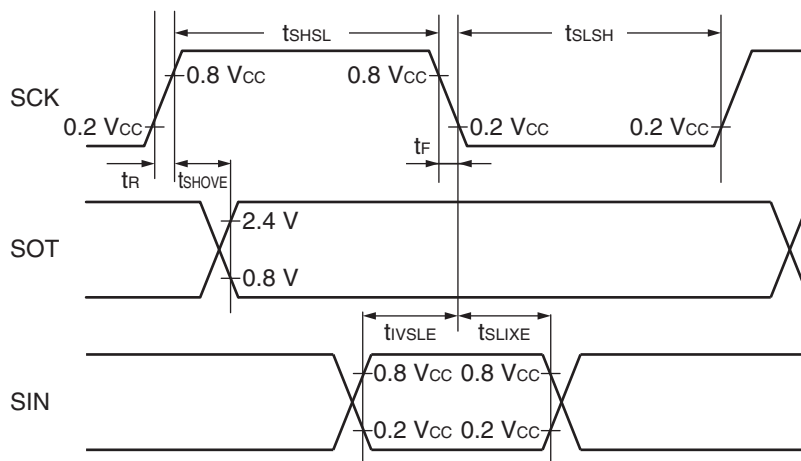 tSHSL tSLSH
SCK 0.8 VCC 0.8 VCC
0.2 VCC 0.2 VCC 0.2 VCC
tF
tR tSHOVE
SOT 2.4 V
0.8 V
tIVSLE tSLIXE
SIN 0.8 VCC 0.8 VCC
0.2 VCC 0.2 VCC